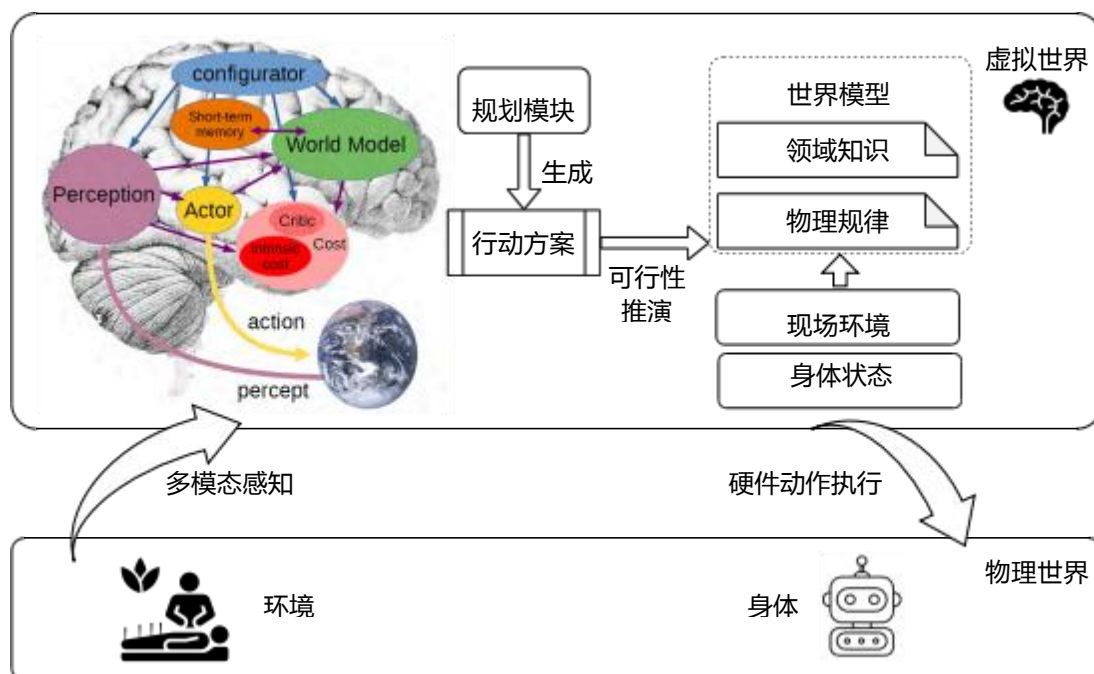 configurator
Short-term
memory
World Model
Perception
Actor
Critic
Cost
Intrinsic
cost
action
percept
规划模块
生成
行动方案
可行性
推演
世界模型
领域知识
物理规律
现场环境
身体状态
虚拟世界
多模态感知
硬件动作执行
环境
身体
物理世界